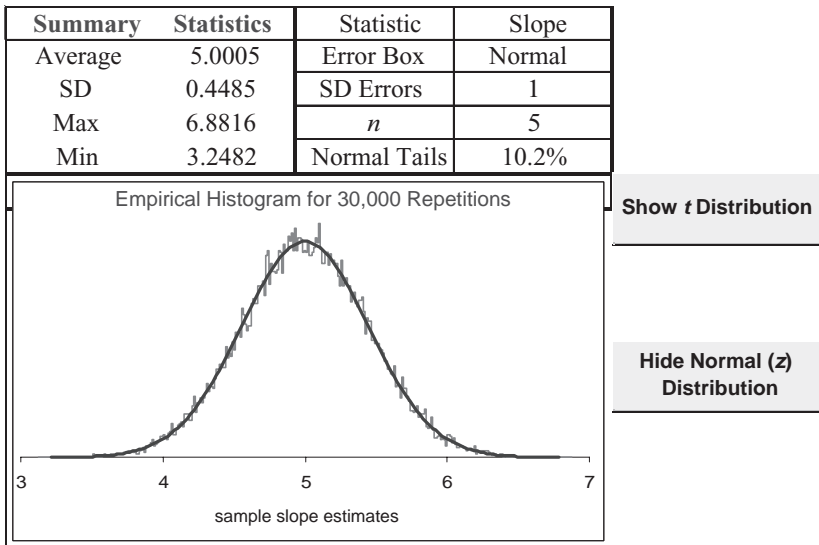 Summary Statistics Statistic Slope
Average 5.0005 Error Box Normal
SD 0.4485 SD Errors 1
Max 6.8816 n 5
Min 3.2482 Normal Tails 10.2%
Empirical Histogram for 30,000 Repetitions
3 4 5 6 7
sample slope estimates
Show t Distribution
Hide Normal (z)
Distribution